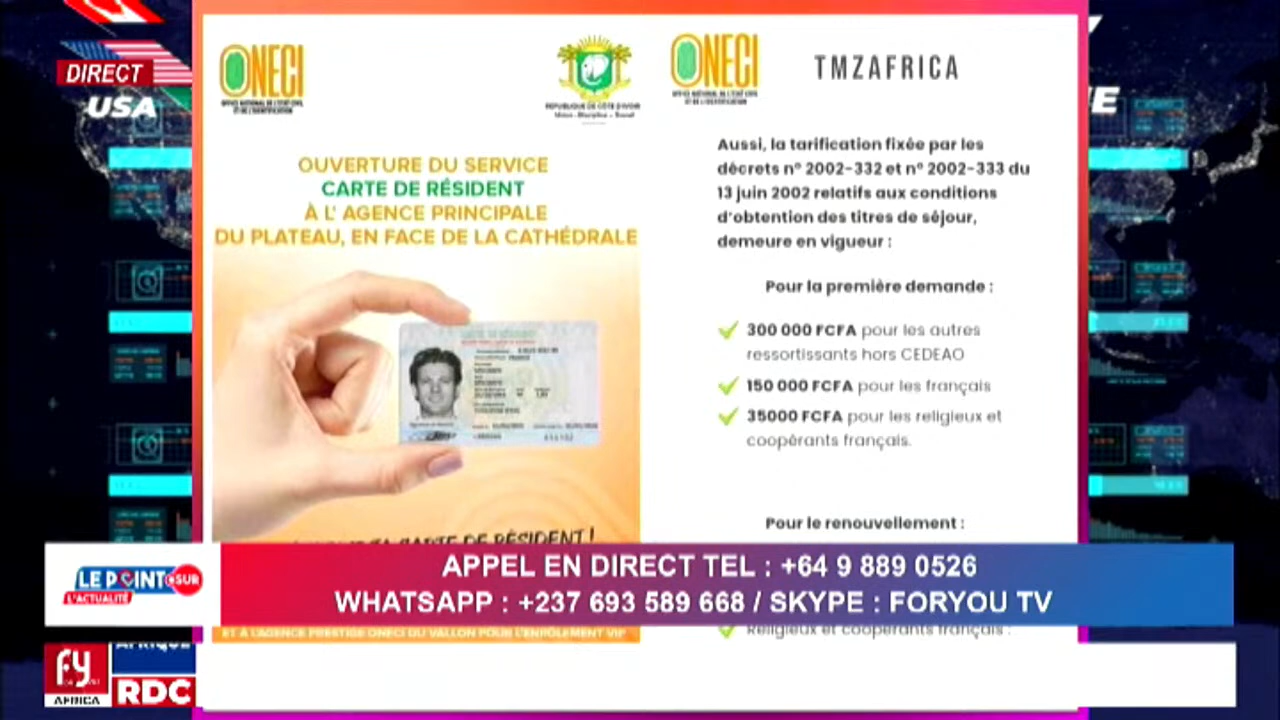 DIRECT
USA
ONECI
OFFICE NATIONAL DE L'ETAT CIVIL
ET DE L'IDENTIFICATION
REPUBLIQUE DE CÔTE D'IVOIRE
Union - Discipline - Travail
OUVERTURE DU SERVICE
CARTE DE RÉSIDENT
À L' AGENCE PRINCIPALE
DU PLATEAU, EN FACE DE LA CATHÉDRALE
CARTE DE RÉSIDENT !
ET À L'AGENCE PRESTIGE ONECI DU VALLON POUR L'ENRÔLEMENT VIP
ONECI
OFFICE NATIONAL DE L'ETAT CIVIL
ET DE L'IDENTIFICATION
TMZAFRICA
Aussi, la tarification fixée par les
décrets n° 2002-332 et n° 2002-333 du
13 juin 2002 relatifs aux conditions
d'obtention des titres de séjour,
demeure en vigueur :
Pour la première demande :
300 000 FCFA pour les autres
ressortissants hors CEDEAO
150 000 FCFA pour les français
35000 FCFA pour les religieux et
coopérants français.
Pour le renouvellement :
Religieux et coopérants français :
LE POINT SUR
L'ACTUALITÉ
APPEL EN DIRECT TEL : +64 9 889 0526
WHATSAPP : +237 693 589 668 / SKYPE : FORYOU TV
fy
AFRICA
AFRIQUE
RDC